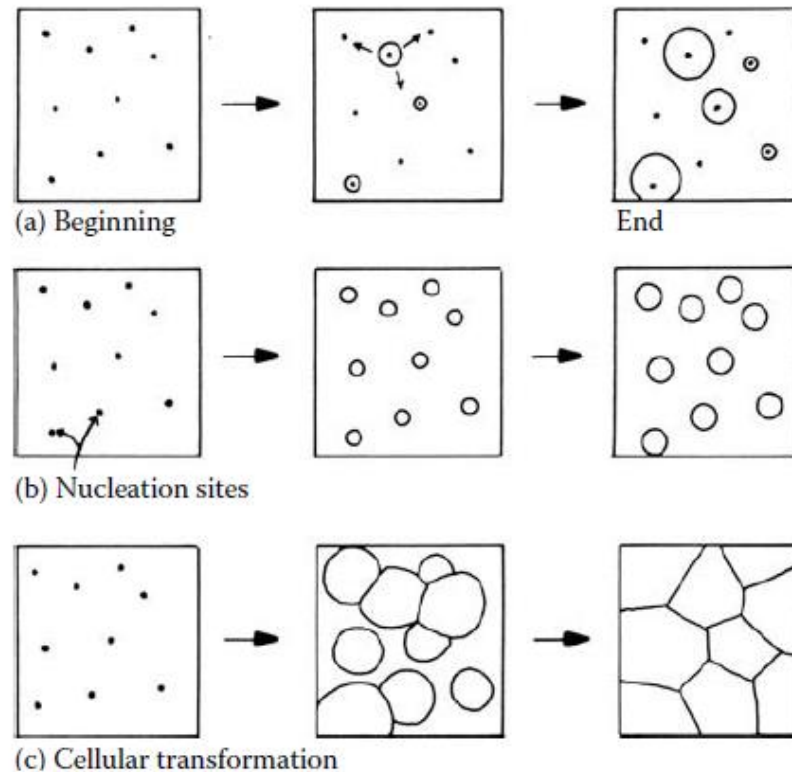 (a) Beginning
End
(b) Nucleation sites
(c) Cellular transformation